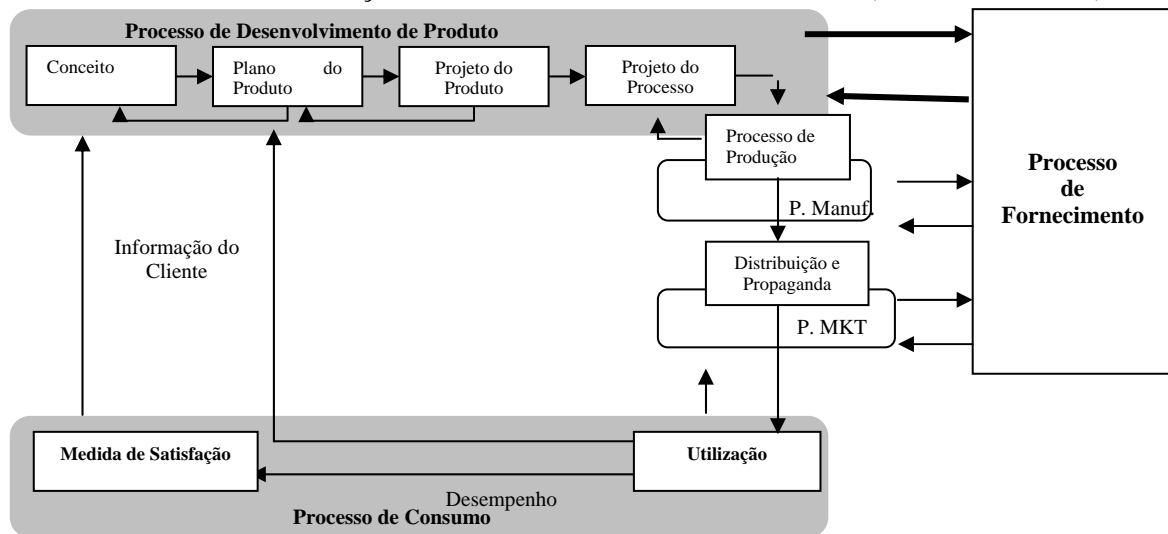 Processo de Desenvolvimento de Produto
Conceito
Plano do
Produto
Projeto do
Produto
Projeto do
Processo
Processo de
Produção
P. Manuf.
Processo
de
Fornecimento
Informação do
Cliente
Distribuição e
Propaganda
P. MKT
Medida de Satisfação
Utilização
Desempenho
Processo de Consumo